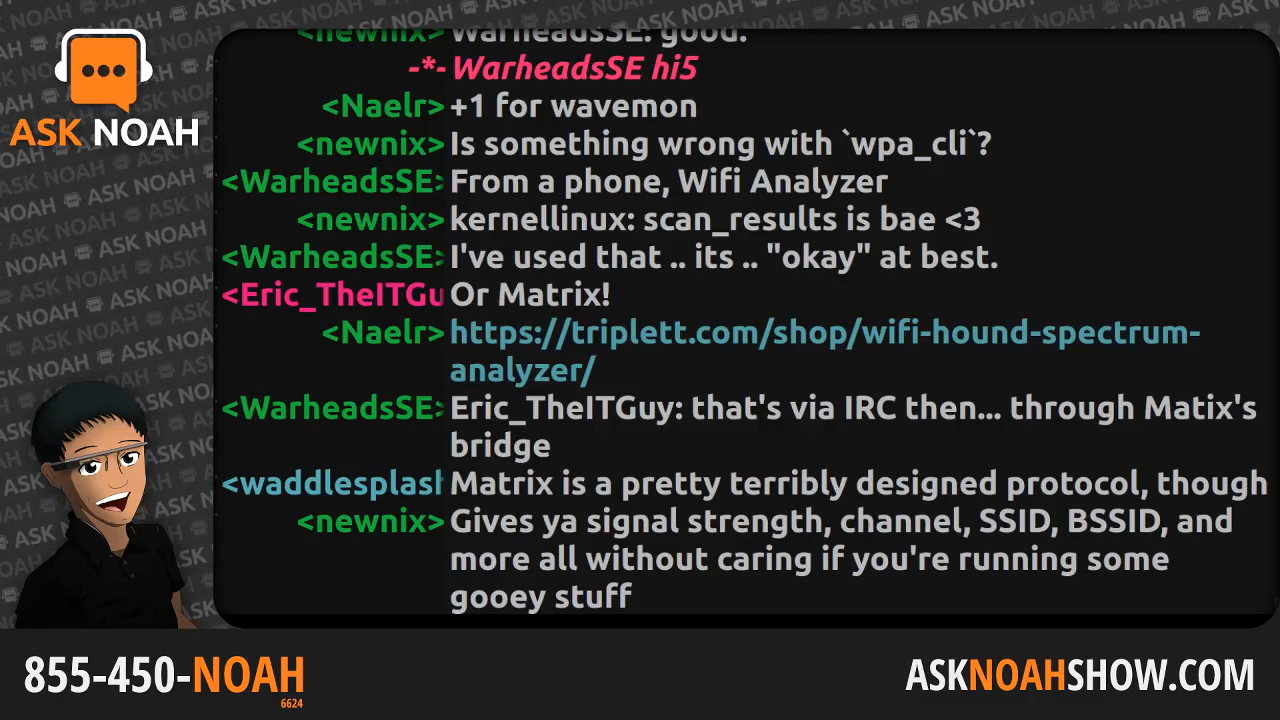 ASK NOAH
<newnix> WarheadsSE: good.
-*- WarheadsSE hi5
<Naelr> +1 for wavemon
<newnix> Is something wrong with `wpa_cli`?
<WarheadsSE> From a phone, Wifi Analyzer
<newnix> kernellinux: scan_results is bae <3
<WarheadsSE> I've used that .. its .. "okay" at best.
<Eric_TheITGu Or Matrix!
<Naelr> https://triplett.com/shop/wifi-hound-spectrum-
analyzer/
<WarheadsSE> Eric_TheITGuy: that's via IRC then... through Matix's
bridge
<waddlesplash Matrix is a pretty terribly designed protocol, though
<newnix> Gives ya signal strength, channel, SSID, BSSID, and
more all without caring if you're running some
gooey stuff
855-450-NOAH
6624
ASKNOAHSHOW.COM